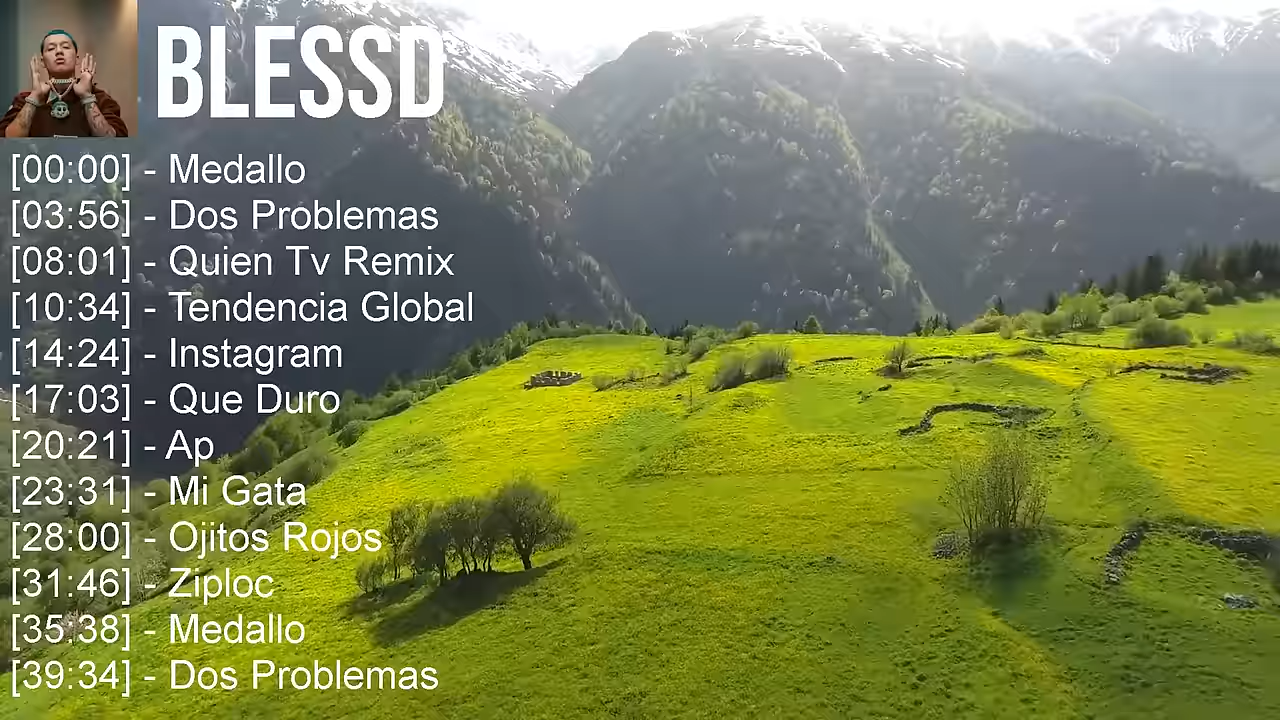 BLESSD
[00:00] - Medallo
[03:56] - Dos Problemas
[08:01] - Quien Tv Remix
[10:34] - Tendencia Global
[14:24] - Instagram
[17:03] - Que Duro
[20:21] - Ap
[23:31] - Mi Gata
[28:00] - Ojitos Rojos
[31:46] - Ziploc
[35:38] - Medallo
[39:34] - Dos Problemas